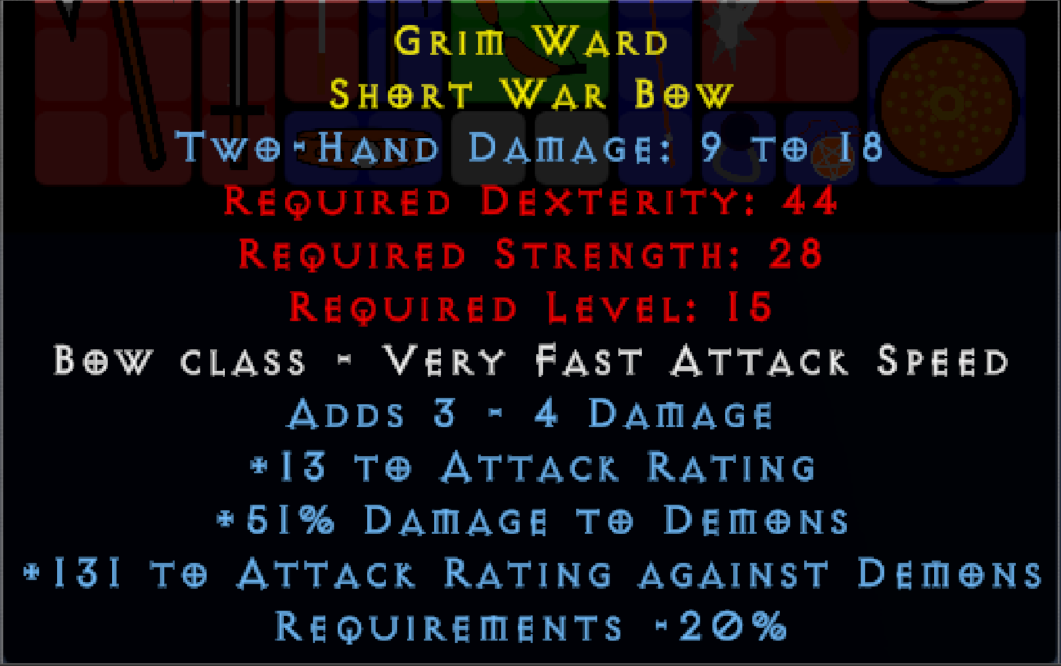 Grim Ward
Short War Bow
Two-Hand Damage: 9 to 18
Required Dexterity: 44
Required Strength: 28
Required Level: 15
Bow class - Very Fast Attack Speed
Adds 3 - 4 Damage
+13 to Attack Rating
+51% Damage to Demons
+131 to Attack Rating against Demons
Requirements -20%